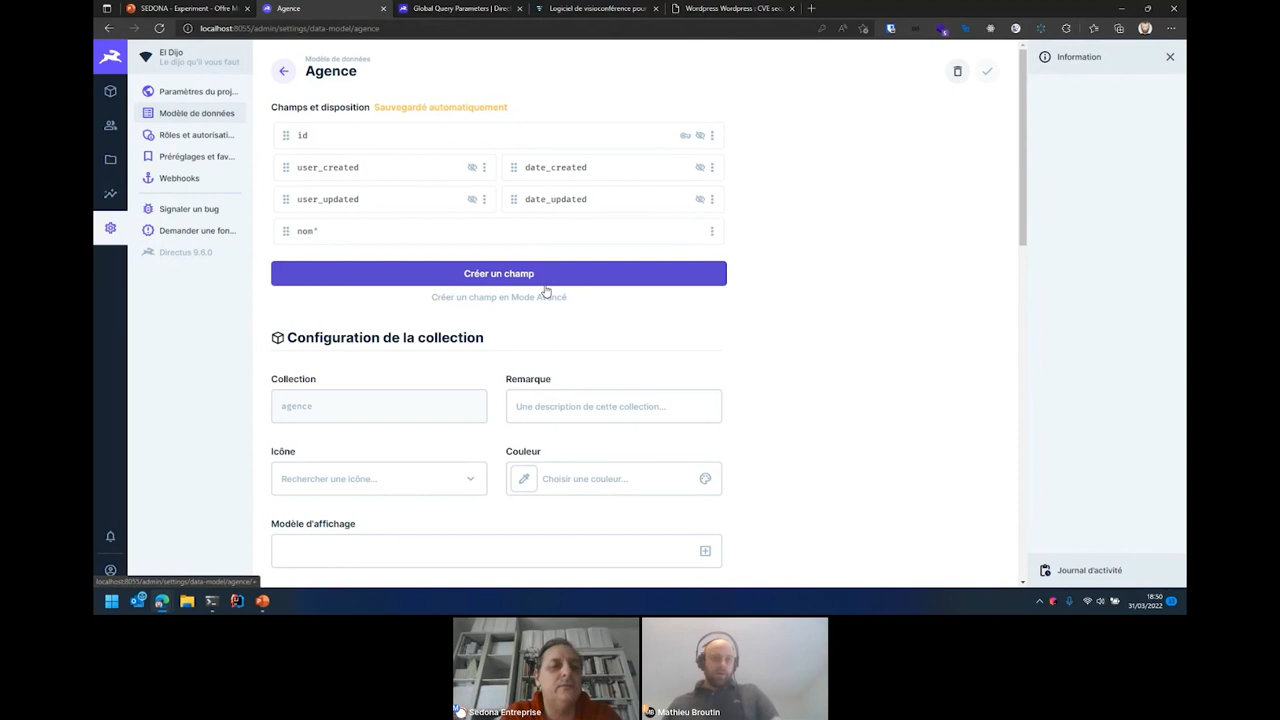 SEDONA - Experiment - Offre M
Agence
Global Query Parameters | Direct
Logiciel de visioconférence pour
Wordpress Wordpress : CVE secu
localhost:8055/admin/settings/data-model/agence
El Dijo
Le dijo qu'il vous faut
Paramètres du proj...
Modèle de données
Rôles et autorisati...
Préréglages et fav...
Webhooks
Signaler un bug
Demander une fon...
Directus 9.6.0
Modèle de données
Agence
Champs et disposition Sauvegardé automatiquement
id
user_created
date_created
user_updated
date_updated
nom*
Créer un champ
Créer un champ en Mode Avancé
Configuration de la collection
Collection
Remarque
agence
Une description de cette collection...
Icône
Couleur
Rechercher une icône...
Choisir une couleur...
Modèle d'affichage
Information
Journal d'activité
localhost:8055/admin/settings/data-model/agence/+
18:50
31/03/2022
Sedona Entreprise
Mathieu Broutin